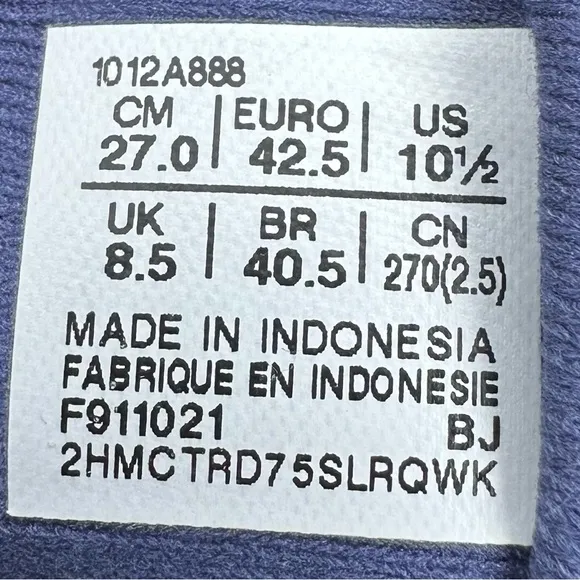 1012A888
CM | EURO | US
27.0 | 42.5 | 10½
UK | BR | CN
8.5 | 40.5 | 270(2.5)
MADE IN INDONESIA
FABRIQUE EN INDONESIE
F911021 BJ
2HMCTRD75SLRQWK